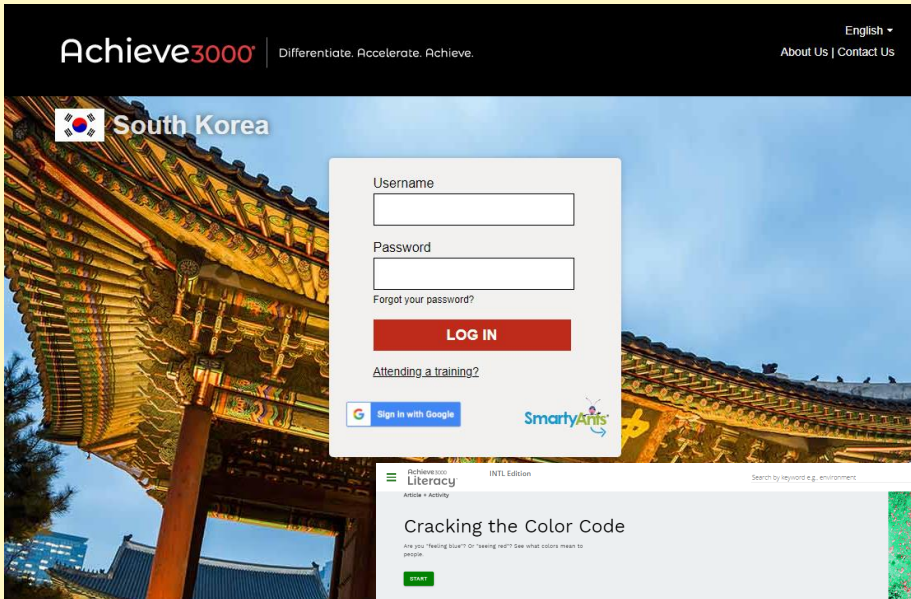 English
Achieve3000® Differentiate. Accelerate. Achieve.
About Us | Contact Us
South Korea
Username
Password
Forgot your password?
LOG IN
Attending a training?
G Sign in with Google
SmartyAnts
Achieve3000 INTL Edition
Literacy
Search by keyword e.g., environment
Article + Activity
Cracking the Color Code
Are you "feeling blue"? Or "seeing red"? See what colors mean to
people.
START